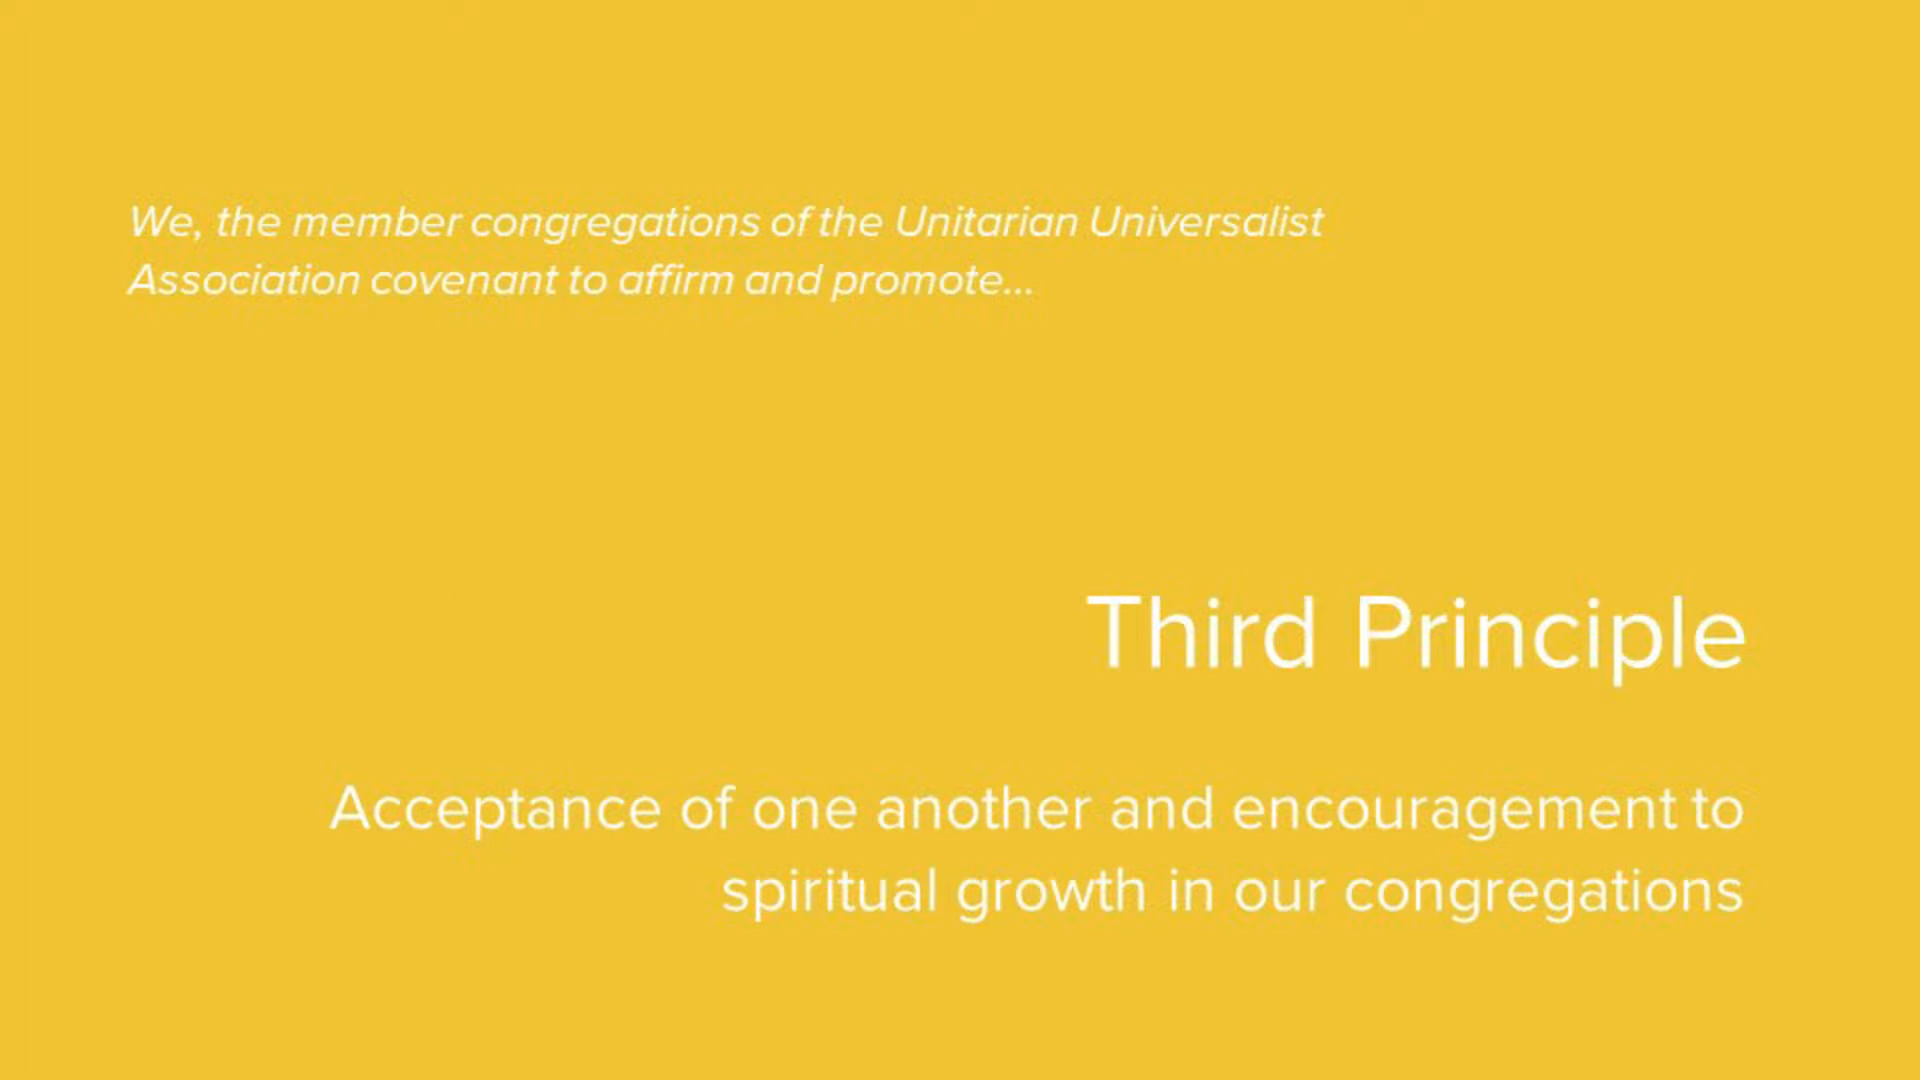 We, the member congregations of the Unitarian Universalist
Association covenant to affirm and promote...
Third Principle
Acceptance of one another and encouragement to
spiritual growth in our congregations